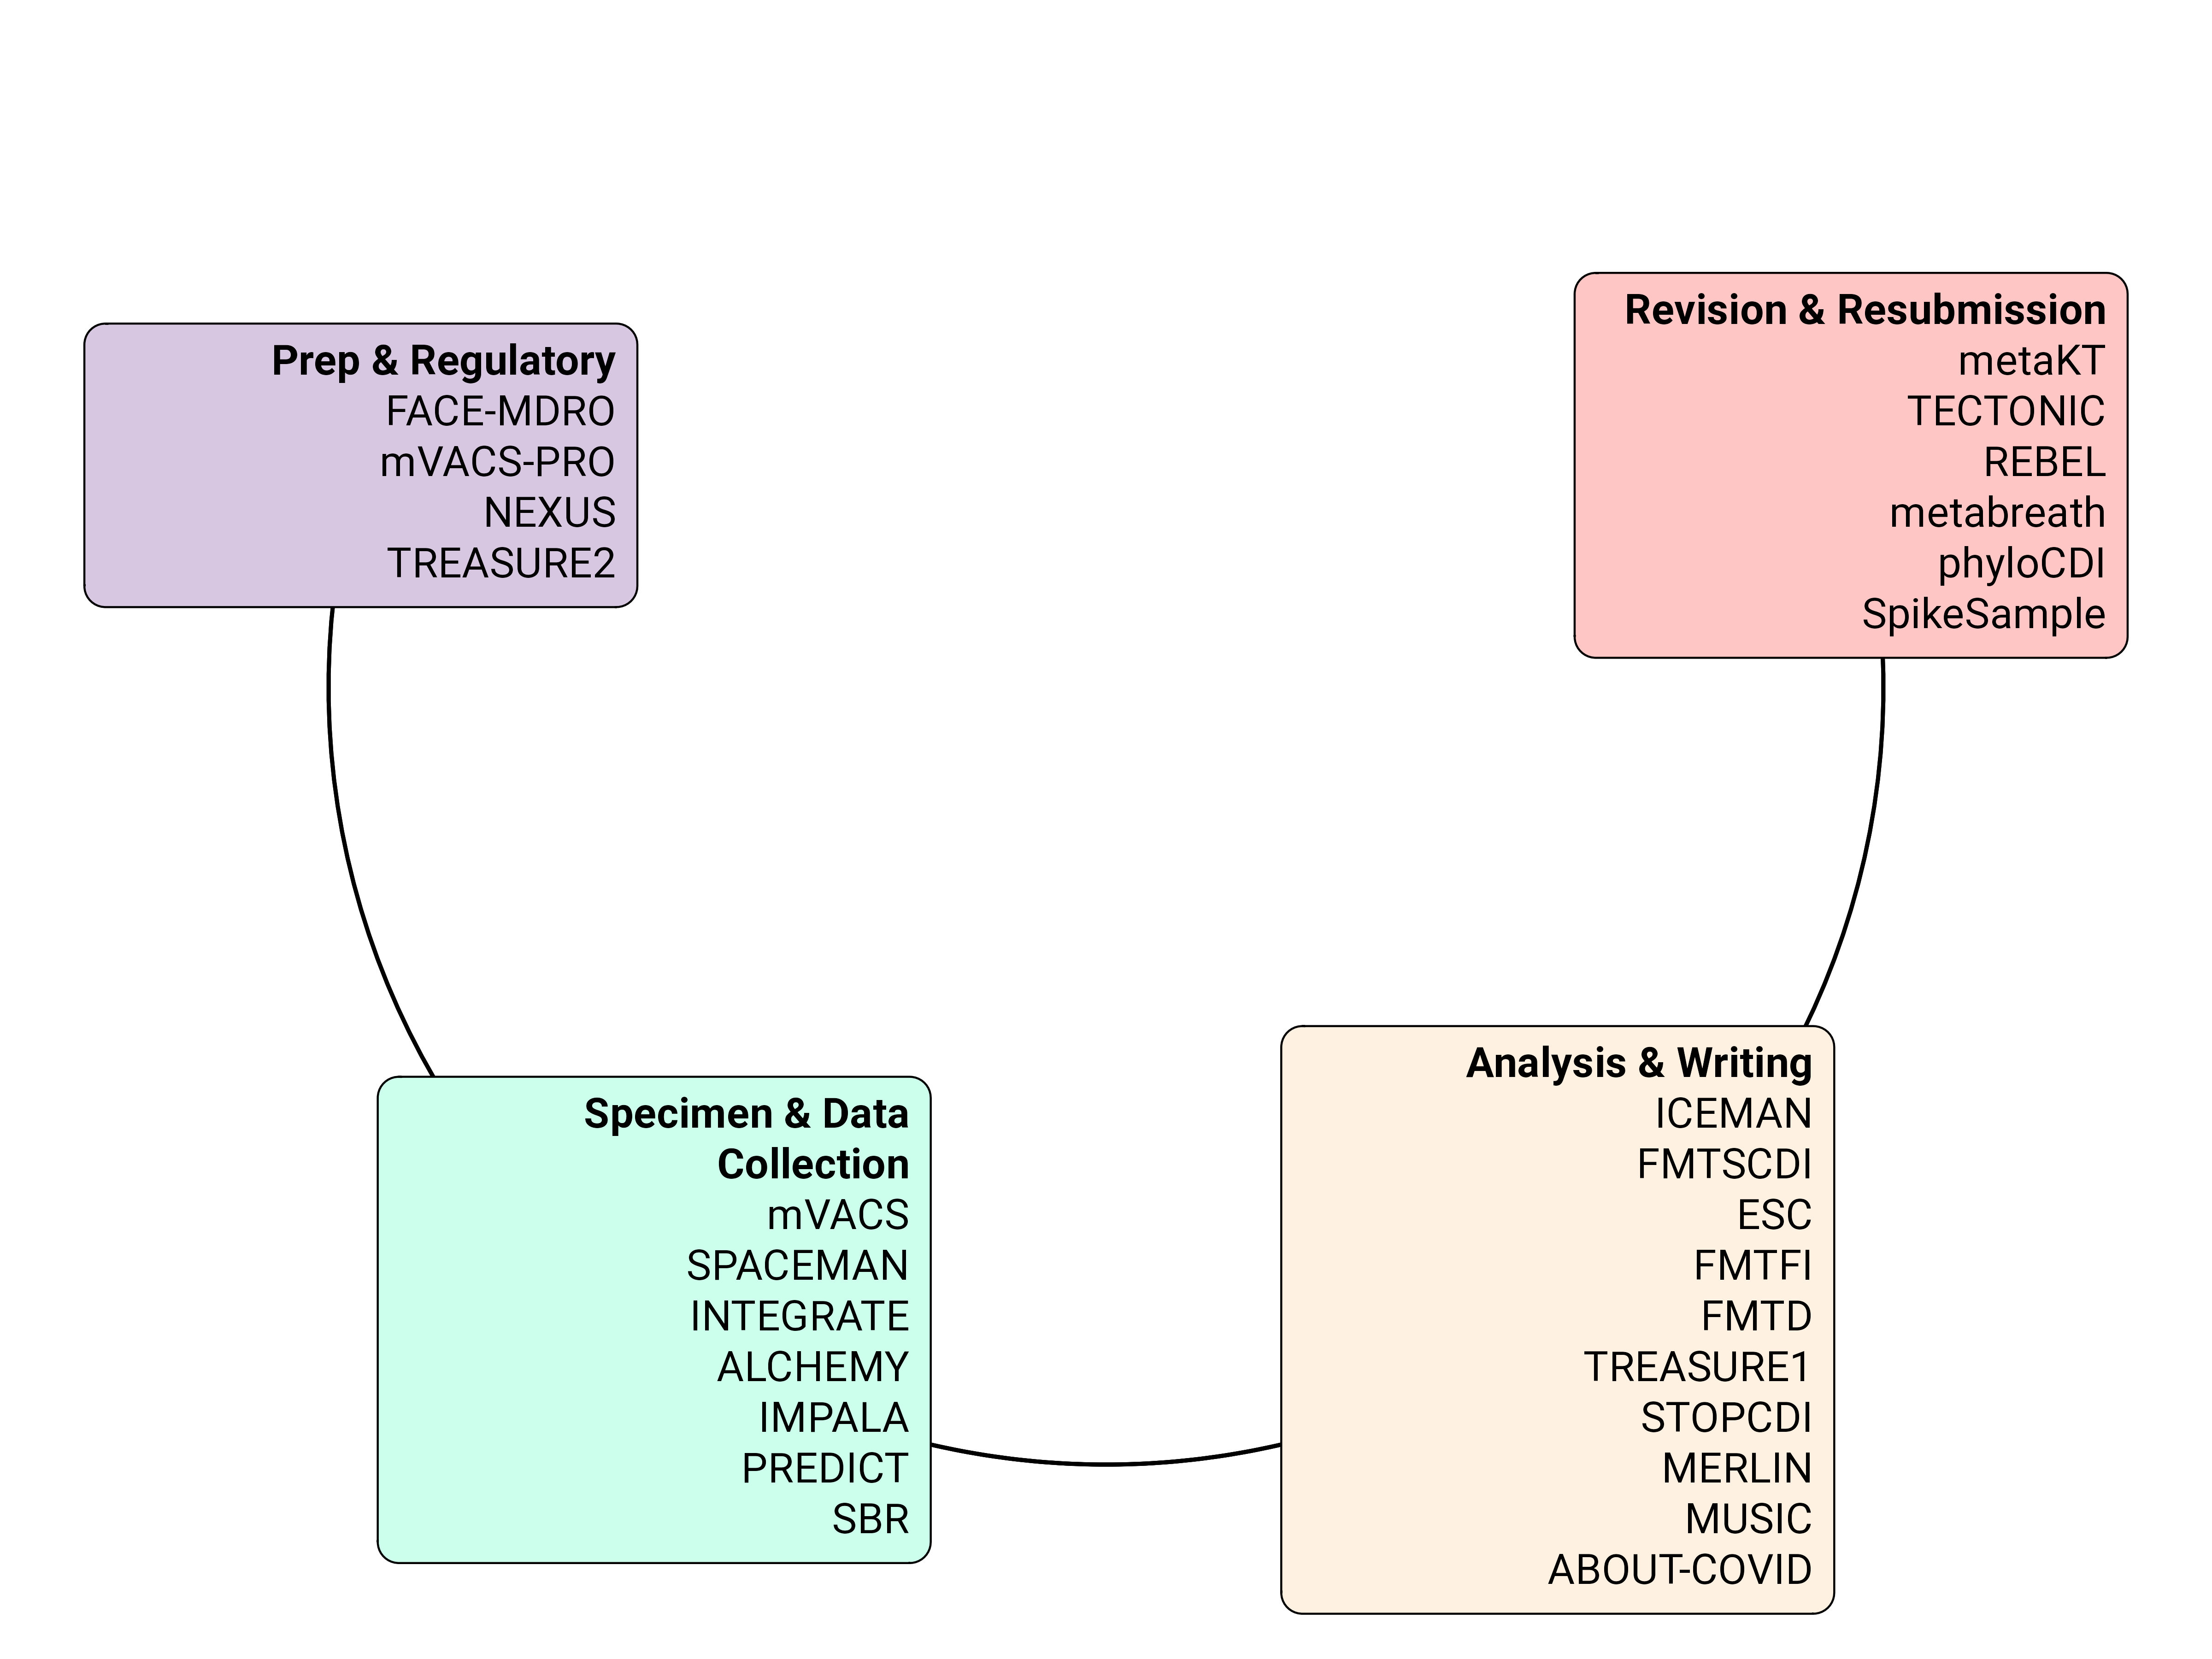 Prep & Regulatory
FACE-MDRO
mVACS-PRO
NEXUS
TREASURE2
Specimen & Data
Collection
mVACS
SPACEMAN
INTEGRATE
ALCHEMY
IMPALA
PREDICT
SBR
Analysis & Writing
ICEMAN
FMTSCDI
ESC
FMTFI
FMTD
TREASURE1
STOPCDI
MERLIN
MUSIC
ABOUT-COVID
Revision & Resubmission
metaKT
TECTONIC
REBEL
metabreath
phyloCDI
SpikeSample